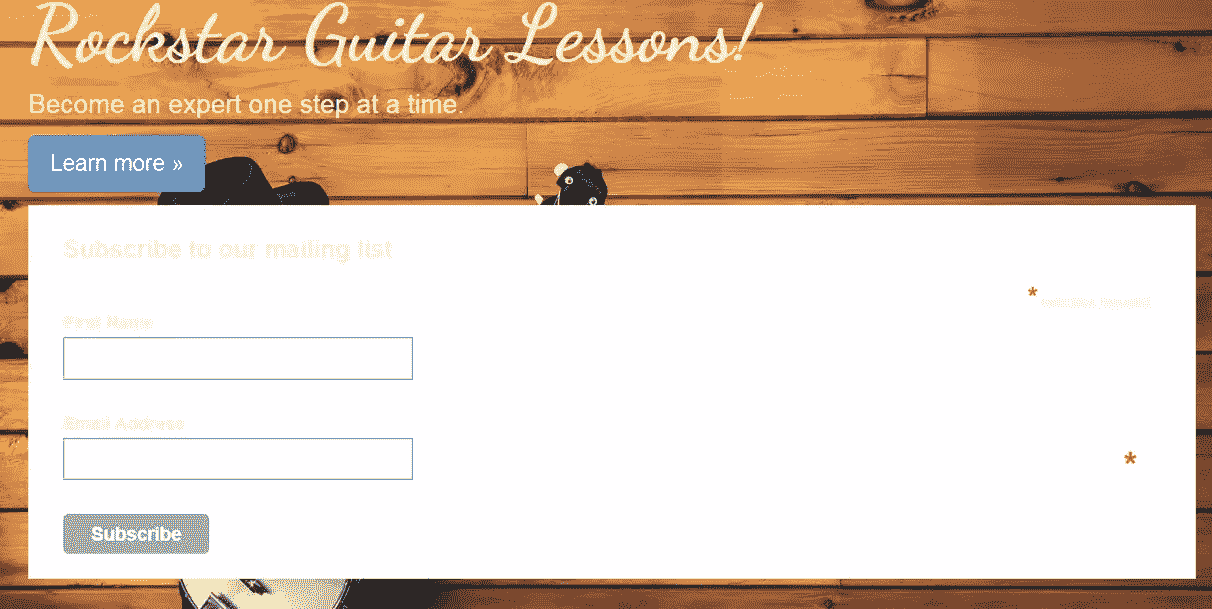 Rockstar Guitar Lessons!
Become an expert one step at a time.
Learn more »
Subscribe to our mailing list
* indicates required
First Name
Email Address
*
Subscribe